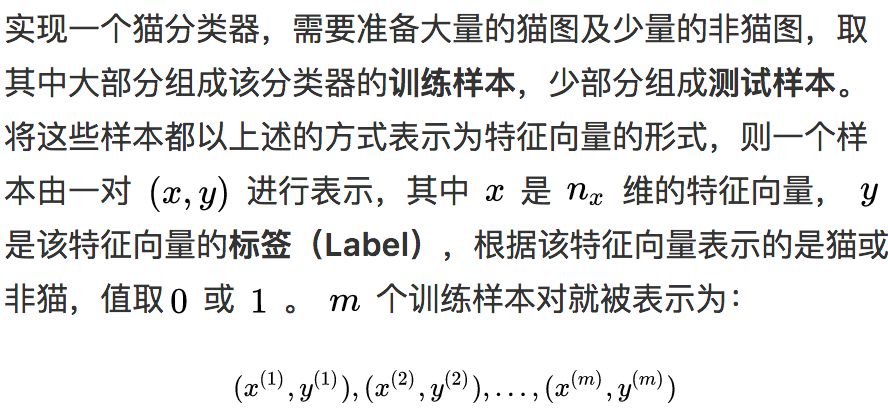 实现一个猫分类器，需要准备大量的猫图及少量的非猫图，取
其中大部分组成该分类器的训练样本，少部分组成测试样本。
将这些样本都以上述的方式表示为特征向量的形式，则一个样
本由一对 (x, y) 进行表示，其中 x 是 nₓ 维的特征向量， y
是该特征向量的标签（Label），根据该特征向量表示的是猫或
非猫，值取0 或 1 。 m 个训练样本对就被表示为：
(x^{(1)}, y^{(1)}), (x^{(2)}, y^{(2)}), ..., (x^{(m)}, y^{(m)})